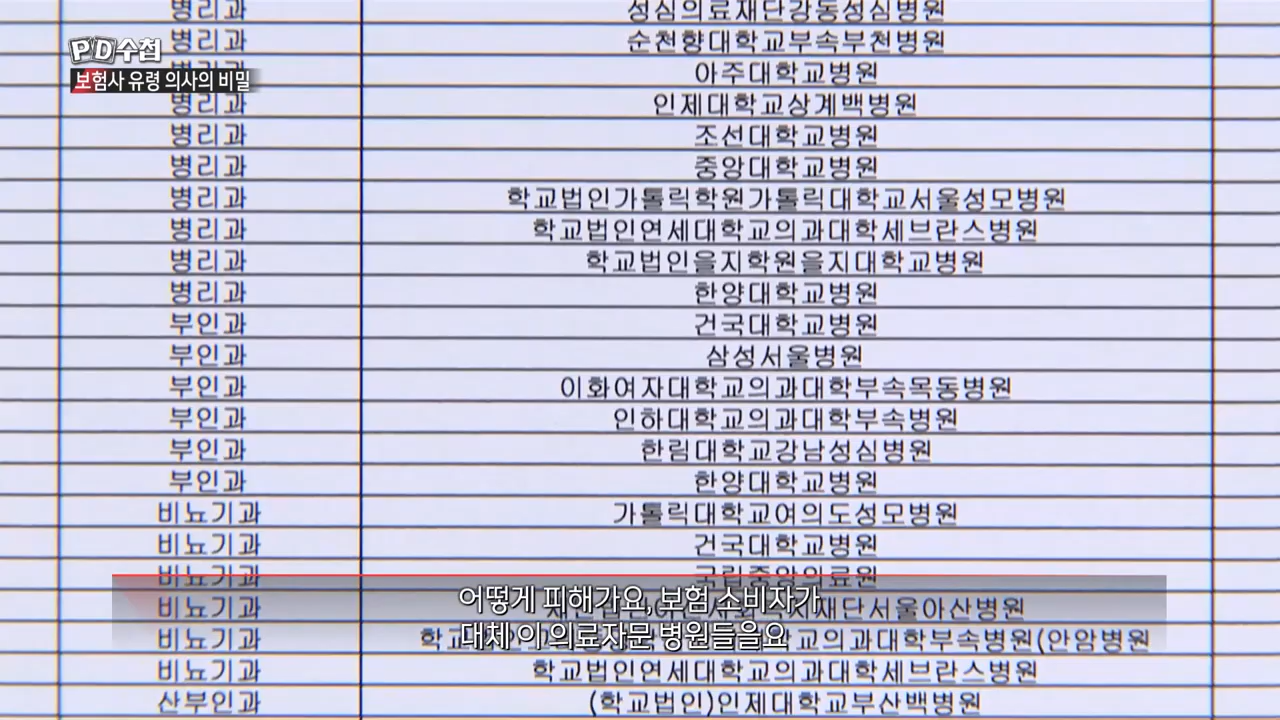 병리과 성심의료재단강동성심병원
PD수첩
병리과 순천향대학교부속부천병원
보험사 유령 의사의 비밀
아주대학교병원
병리과 인제대학교상계백병원
병리과 조선대학교병원
병리과 중앙대학교병원
병리과 학교법인가톨릭학원가톨릭대학교서울성모병원
병리과 학교법인연세대학교의과대학세브란스병원
병리과 학교법인을지학원을지대학교병원
병리과 한양대학교병원
부인과 건국대학교병원
부인과 삼성서울병원
부인과 이화여자대학교의과대학부속목동병원
부인과 인하대학교의과대학부속병원
부인과 한림대학교강남성심병원
부인과 한양대학교병원
비뇨기과 가톨릭대학교여의도성모병원
비뇨기과 건국대학교병원
비뇨기과 국립중앙의료원
어떻게 피해가요, 보험 소비자가
비뇨기과 재단서울아산병원
대체 이 의료자문 병원들을요
비뇨기과 교의과대학부속병원(안암병원
비뇨기과 학교법인연세대학교의과대학세브란스병원
산부인과 (학교법인)인제대학교부산백병원